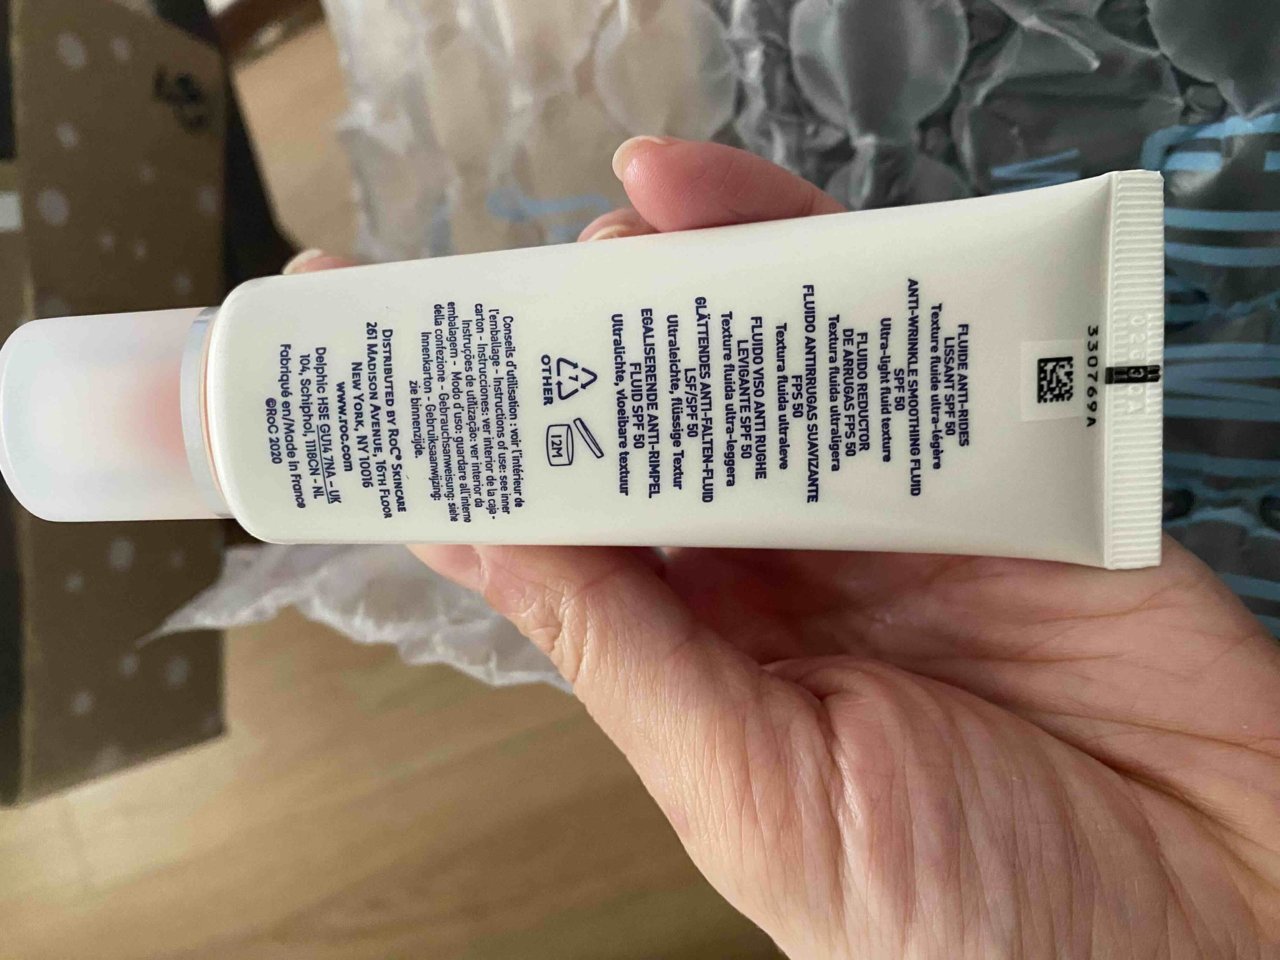 3307769A
FLUIDE ANTI-RIDES
LISSANT SPF 50
Texture fluide ultra-légère
ANTI-WRINKLE SMOOTHING FLUID
SPF 50
Ultra-light fluid texture
FLUIDO REDUCTOR
DE ARRUGAS FPS 50
Textura fluida ultraligera
FLUIDO ANTIRRUGAS SUAVIZANTE
FPS 50
Textura fluida ultraleve
FLUIDO VISO ANTI RUGHE
LEVIGANTE SPF 50
Texture fluida ultra-leggera
GLÄTTENDES ANTI-FALTEN-FLUID
LSF/SPF 50
Ultraleichte, flüssige Textur
EGALISERENDE ANTI-RIMPEL
FLUID SPF 50
Ultralichte, vloeibare textuur
7
OTHER
12M
Conseils d'utilisation : voir l'intérieur de
l'emballage - Instructions of use: see inner
carton - Instrucciones: ver interior de la caja -
Instruções de utilização: ver interior da
embalagem - Modo d'uso: guardare all'interno
della confezione - Gebrauchsanweisung: siehe
Innenkarton - Gebruiksaanwijzing:
zie binnenzijde.
DISTRIBUTED BY ROC® SKINCARE
261 MADISON AVENUE, 16TH FLOOR
NEW YORK, NY 10016
www.roc.com
Delphic HSE GU14 7NA – UK
104, Schiphol, 1118CN - NL
Fabriqué en/Made in France
©RoC 2020